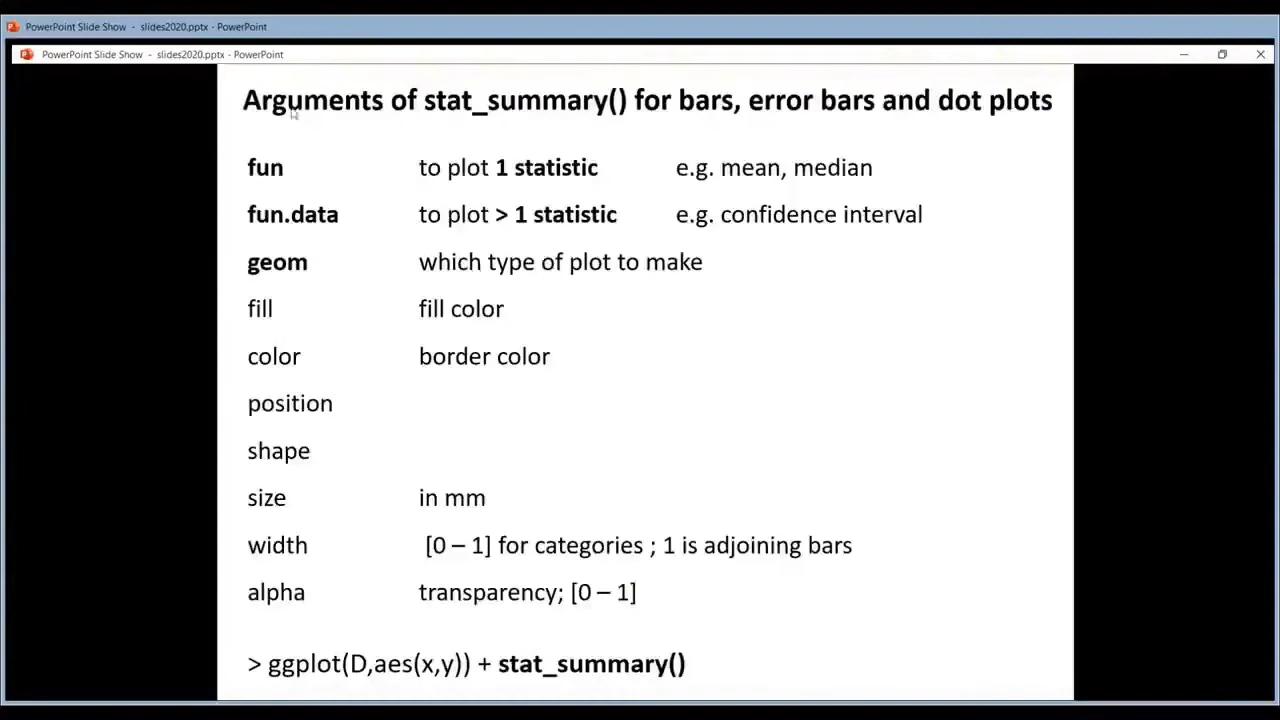 PowerPoint Slide Show - slides2020.pptx - PowerPoint
PowerPoint Slide Show - slides2020.pptx - PowerPoint
Arguments of stat_summary() for bars, error bars and dot plots
fun to plot 1 statistic e.g. mean, median
fun.data to plot > 1 statistic e.g. confidence interval
geom which type of plot to make
fill fill color
color border color
position
shape
size in mm
width [0 – 1] for categories ; 1 is adjoining bars
alpha transparency; [0 – 1]
> ggplot(D,aes(x,y)) + stat_summary()